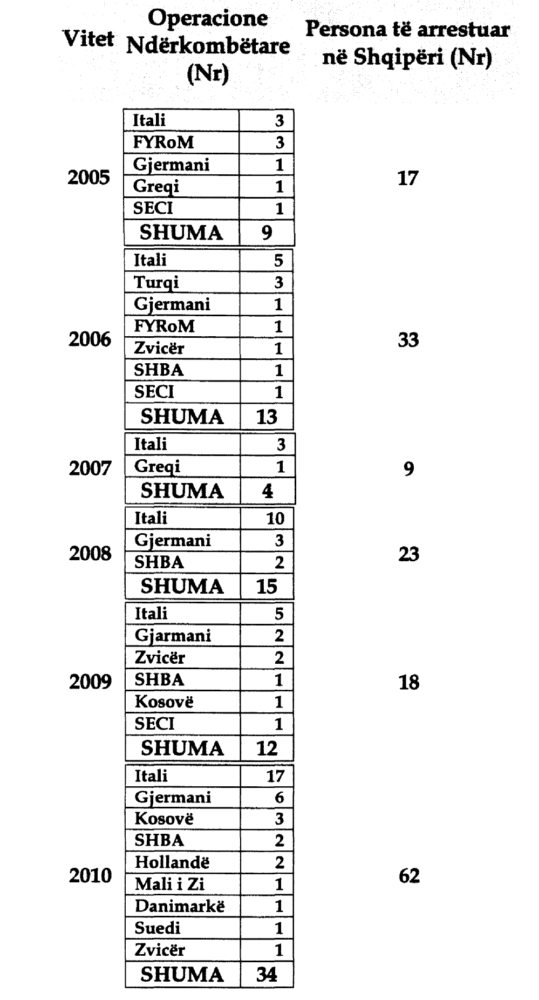 Vitet Operacione Ndërkombëtare (Nr) Persona të arrestuar në Shqipëri (Nr)
2005
Itali 3
FYRoM 3
Gjermani 1
Greqi 1
SECI 1
SHUMA 9
17
2006
Itali 5
Turqi 3
Gjermani 1
FYRoM 1
Zvicër 1
SHBA 1
SECI 1
SHUMA 13
33
2007
Itali 3
Greqi 1
SHUMA 4
9
2008
Itali 10
Gjermani 3
SHBA 2
SHUMA 15
23
2009
Itali 5
Gjarmani 2
Zvicër 2
SHBA 1
Kosovë 1
SECI 1
SHUMA 12
18
2010
Itali 17
Gjermani 6
Kosovë 3
SHBA 2
Hollandë 2
Mali i Zi 1
Danimarkë 1
Suedi 1
Zvicër 1
SHUMA 34
62